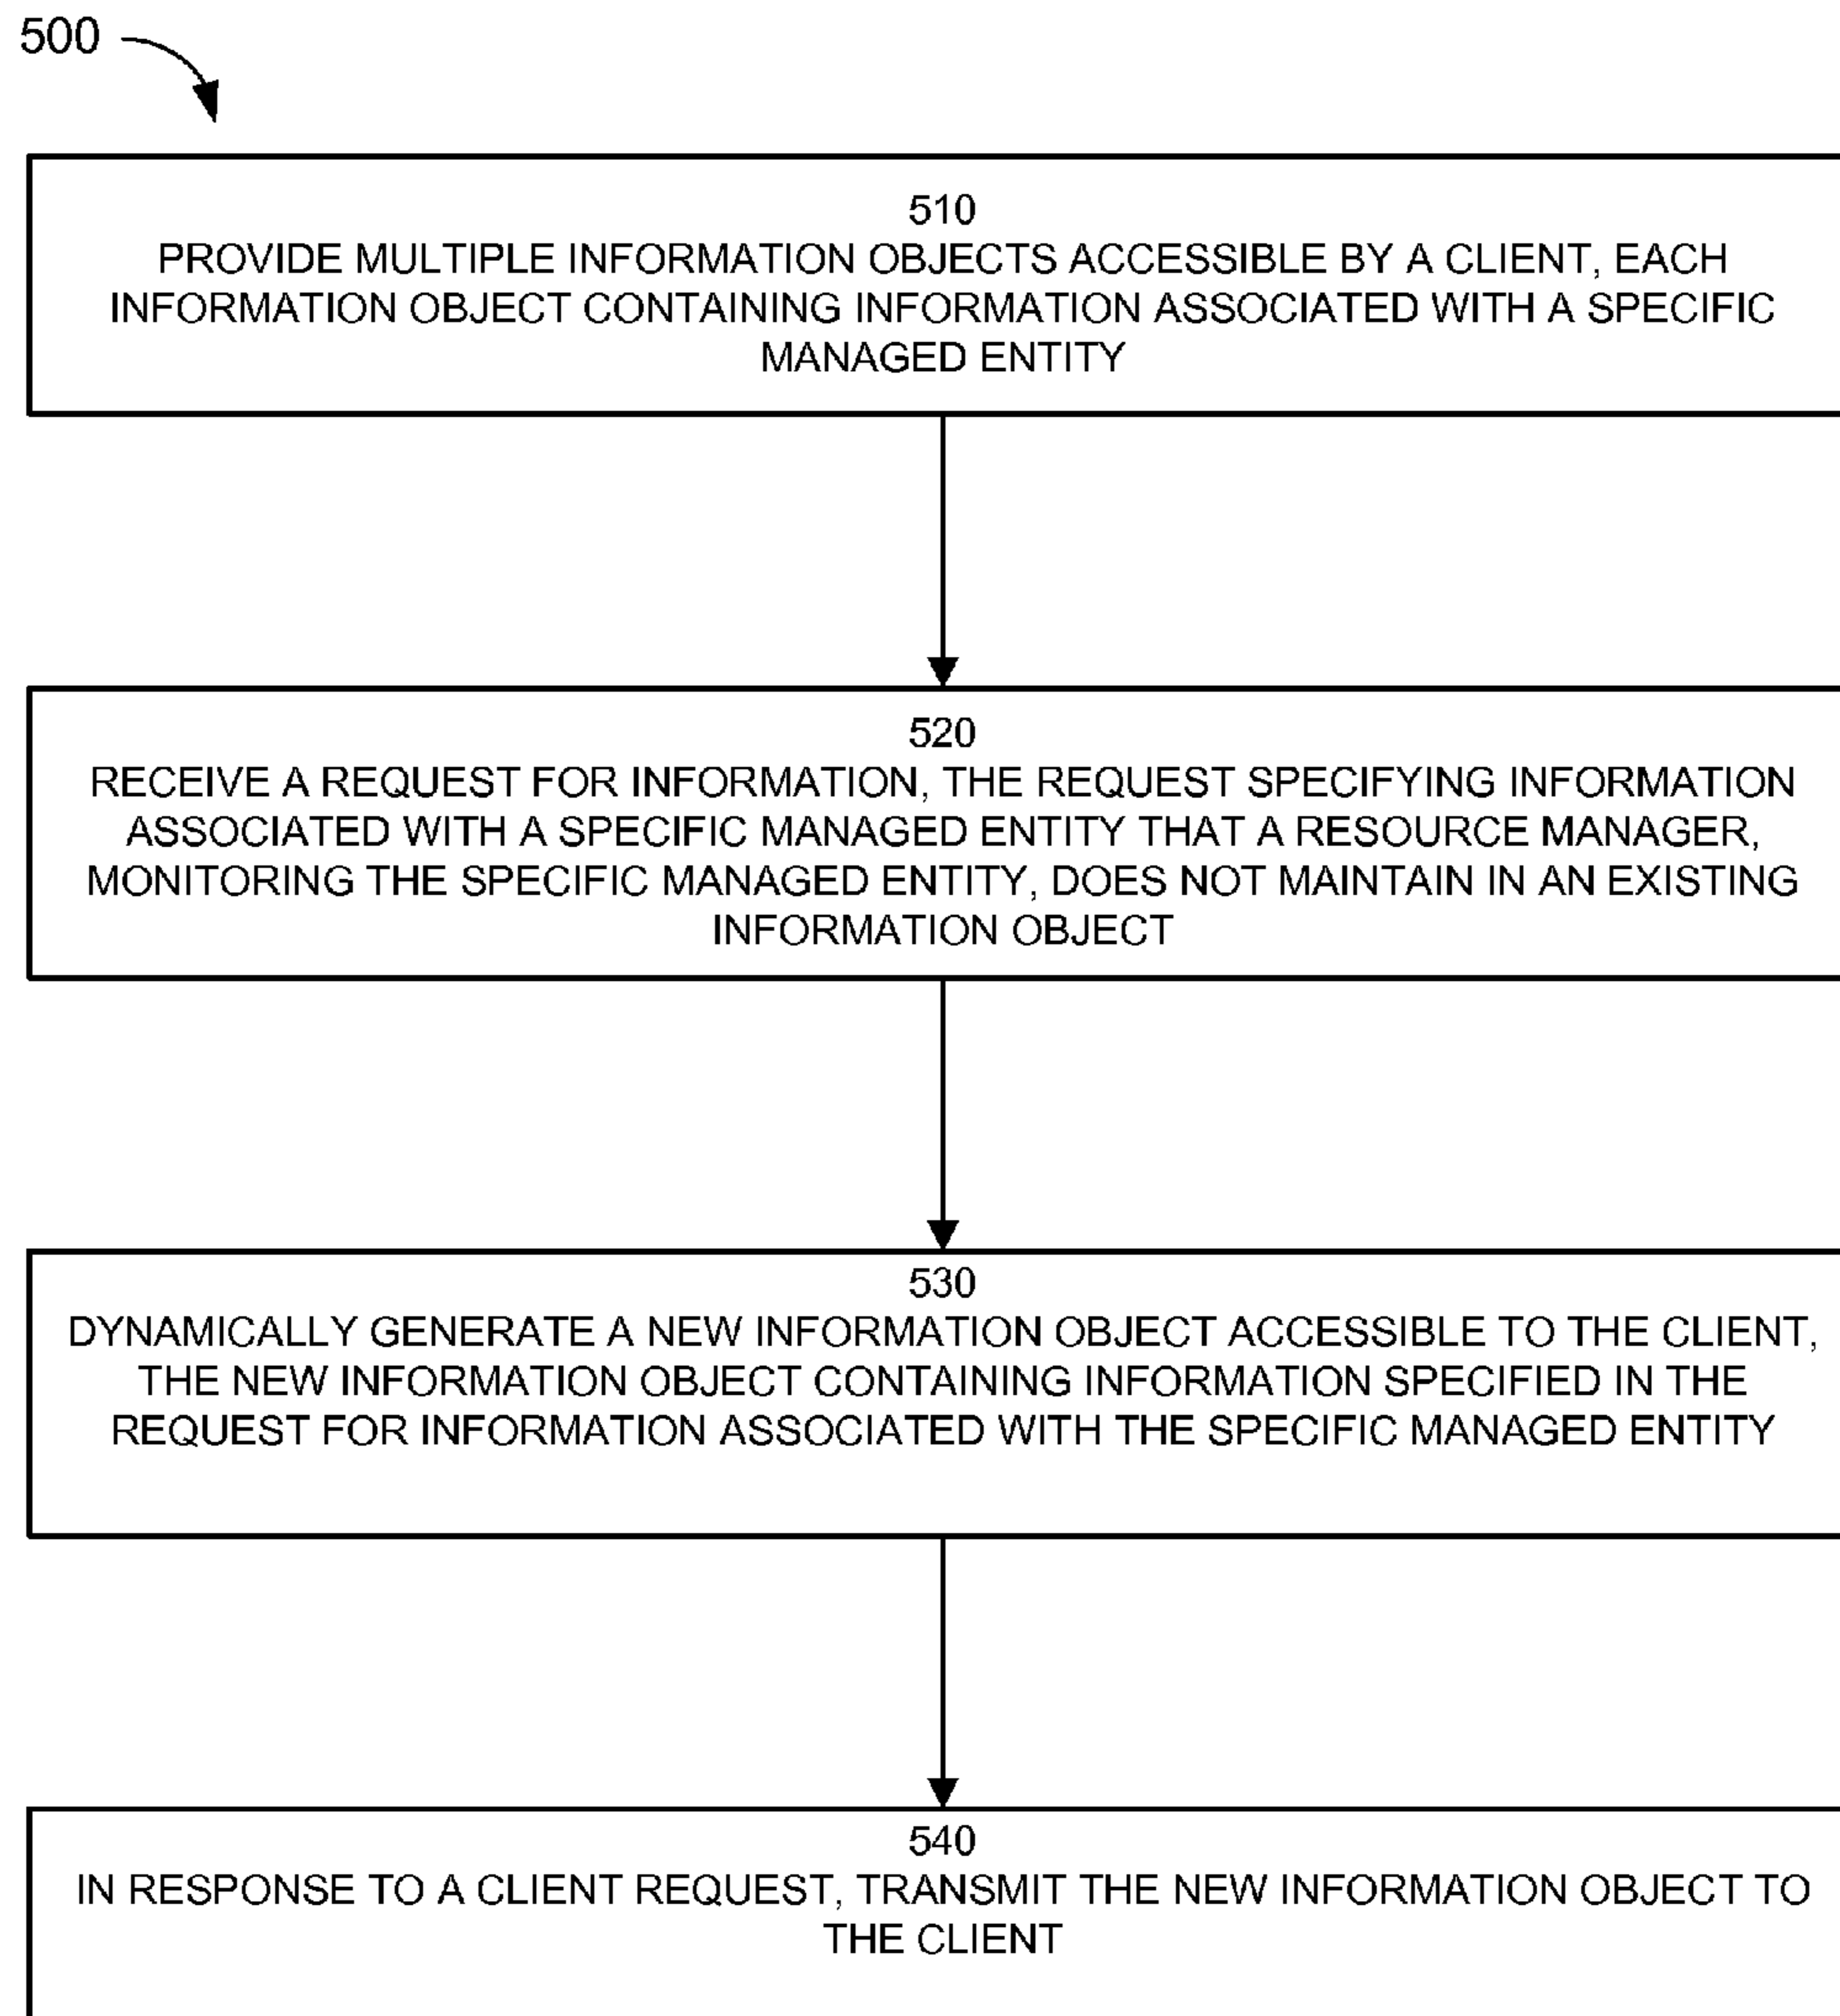 500
510
PROVIDE MULTIPLE INFORMATION OBJECTS ACCESSIBLE BY A CLIENT, EACH
INFORMATION OBJECT CONTAINING INFORMATION ASSOCIATED WITH A SPECIFIC
MANAGED ENTITY
520
RECEIVE A REQUEST FOR INFORMATION, THE REQUEST SPECIFYING INFORMATION
ASSOCIATED WITH A SPECIFIC MANAGED ENTITY THAT A RESOURCE MANAGER,
MONITORING THE SPECIFIC MANAGED ENTITY, DOES NOT MAINTAIN IN AN EXISTING
INFORMATION OBJECT
530
DYNAMICALLY GENERATE A NEW INFORMATION OBJECT ACCESSIBLE TO THE CLIENT,
THE NEW INFORMATION OBJECT CONTAINING INFORMATION SPECIFIED IN THE
REQUEST FOR INFORMATION ASSOCIATED WITH THE SPECIFIC MANAGED ENTITY
540
IN RESPONSE TO A CLIENT REQUEST, TRANSMIT THE NEW INFORMATION OBJECT TO
THE CLIENT